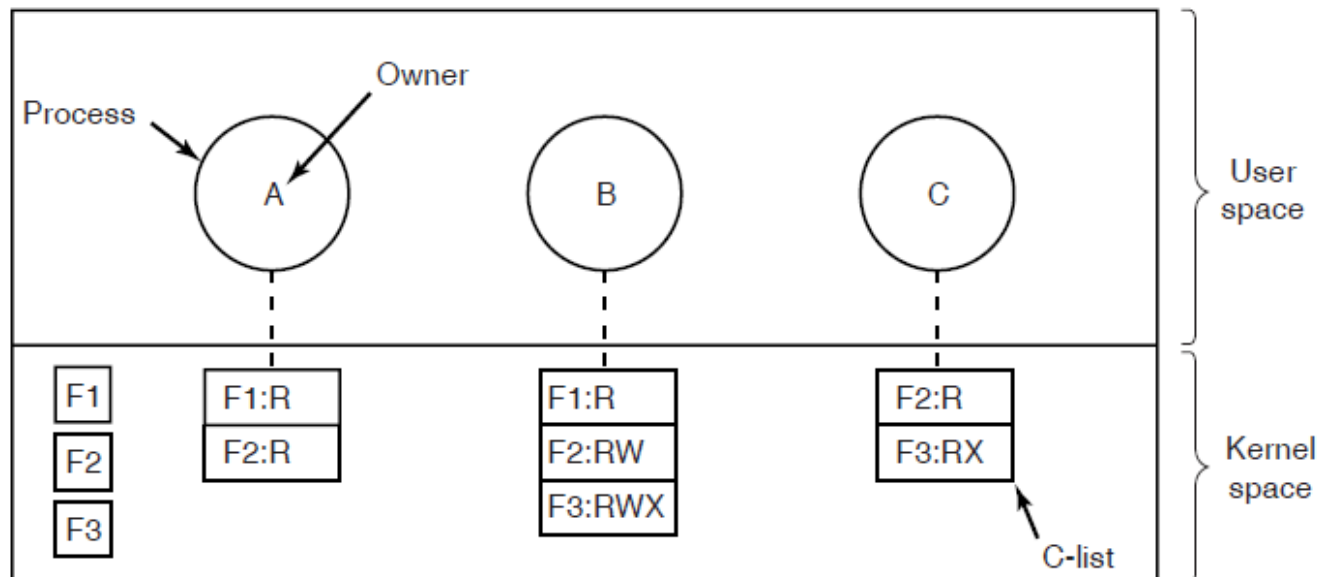 Owner
Process
A
B
C
User
space
F1
F2
F3
F1:R
F2:R
F1:R
F2:RW
F3:RWX
F2:R
F3:RX
C-list
Kernel
space